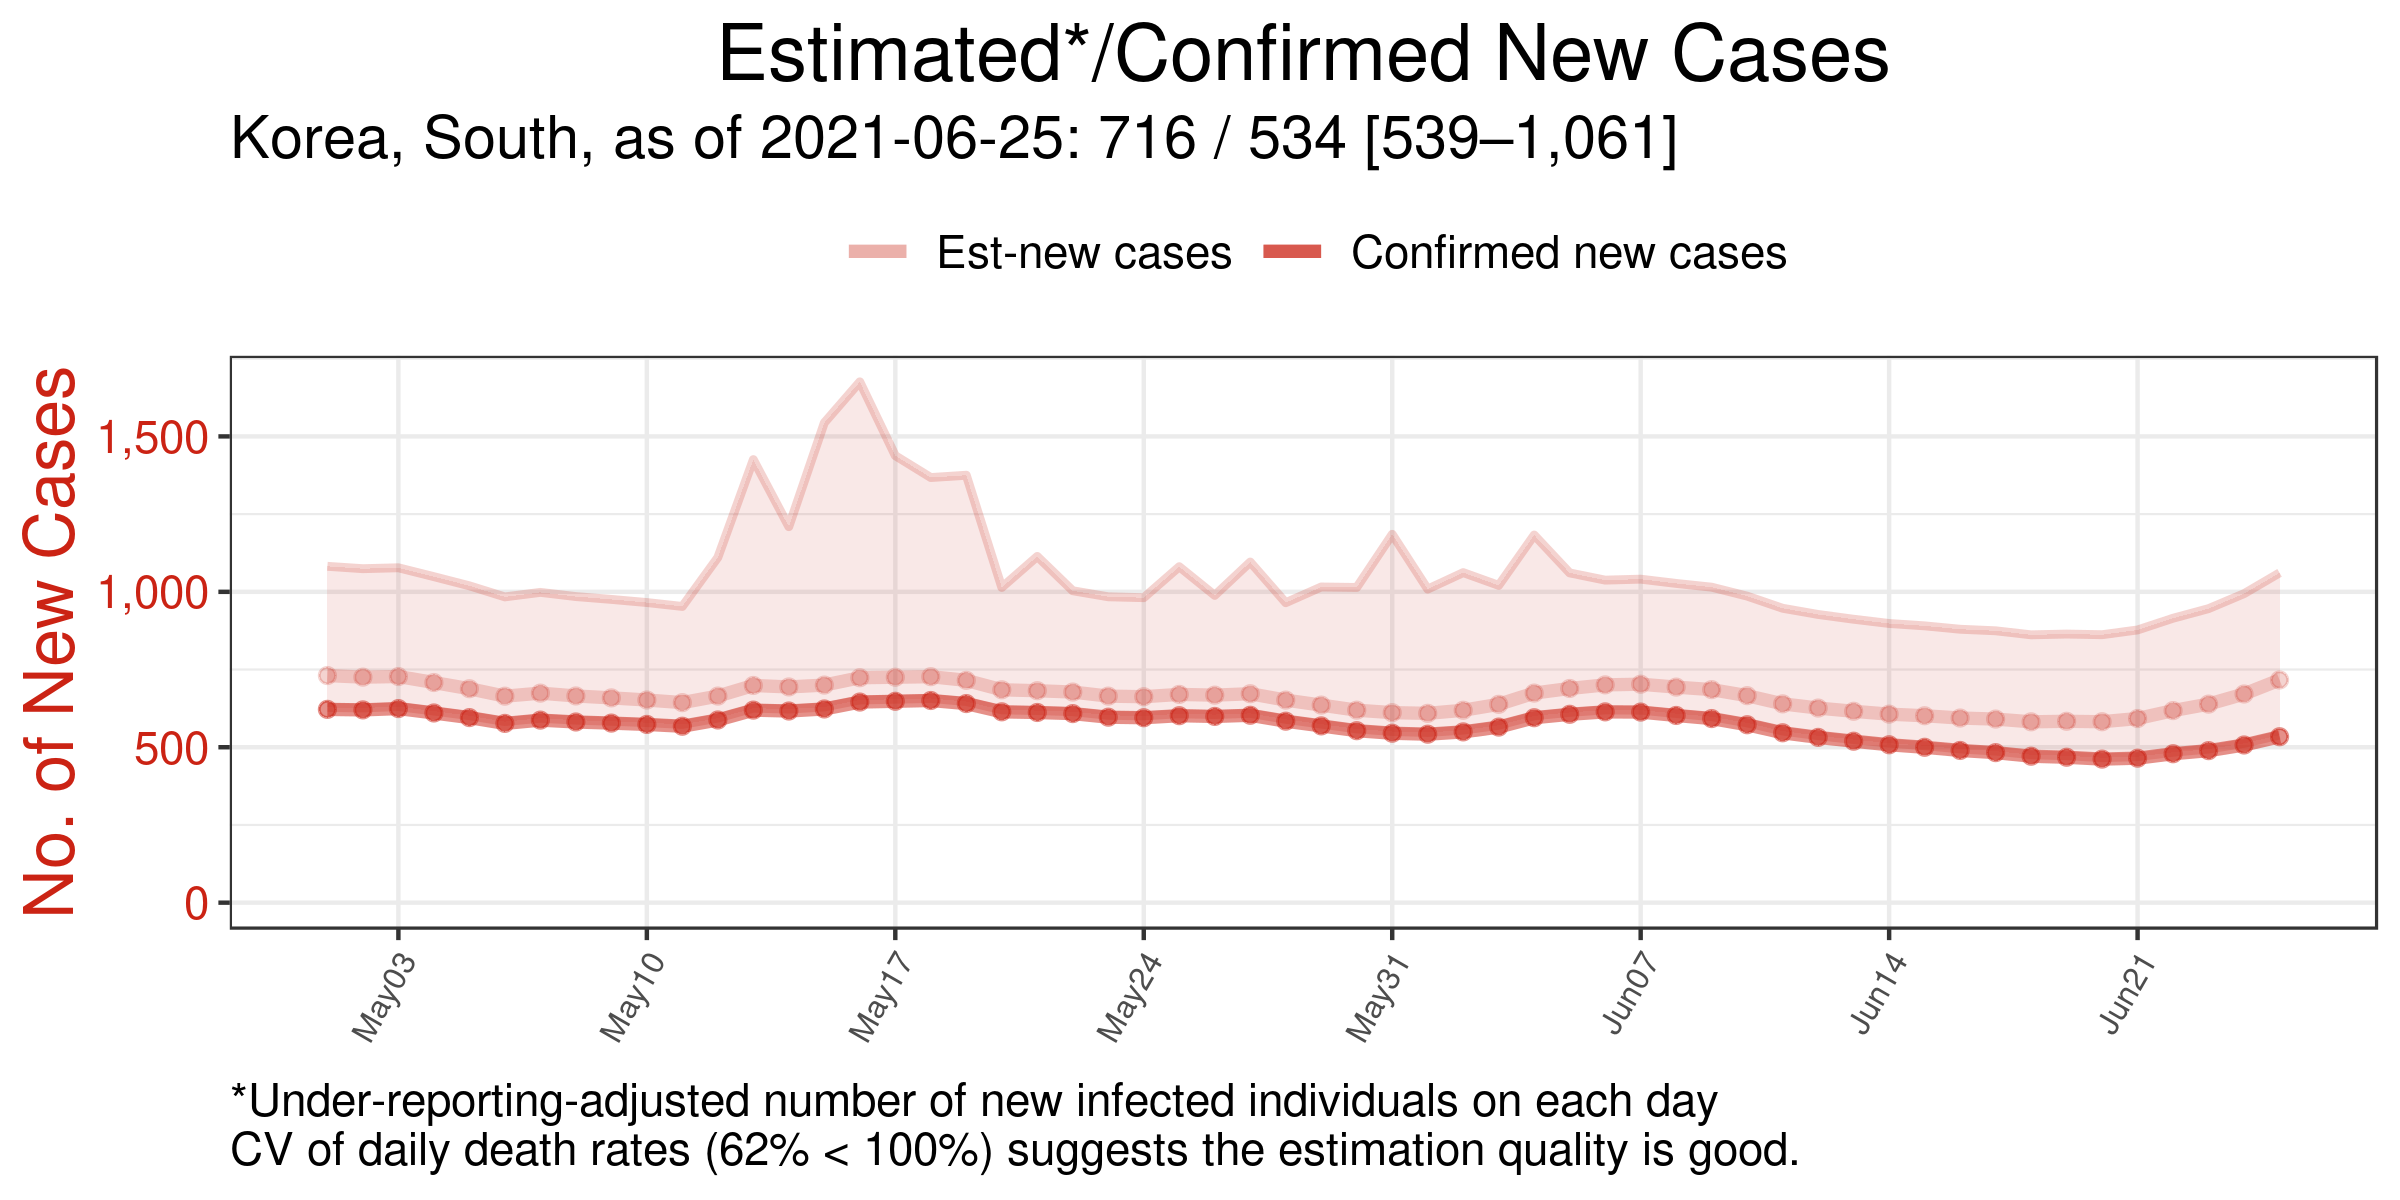 Estimated*/Confirmed New Cases
Korea, South, as of 2021-06-25: 716 / 534 [539–1,061]
Est-new cases Confirmed new cases
No. of New Cases
1,500
1,000
500
0
May03 May10 May17 May24 May31 Jun07 Jun14 Jun21
*Under-reporting-adjusted number of new infected individuals on each day
CV of daily death rates (62% < 100%) suggests the estimation quality is good.